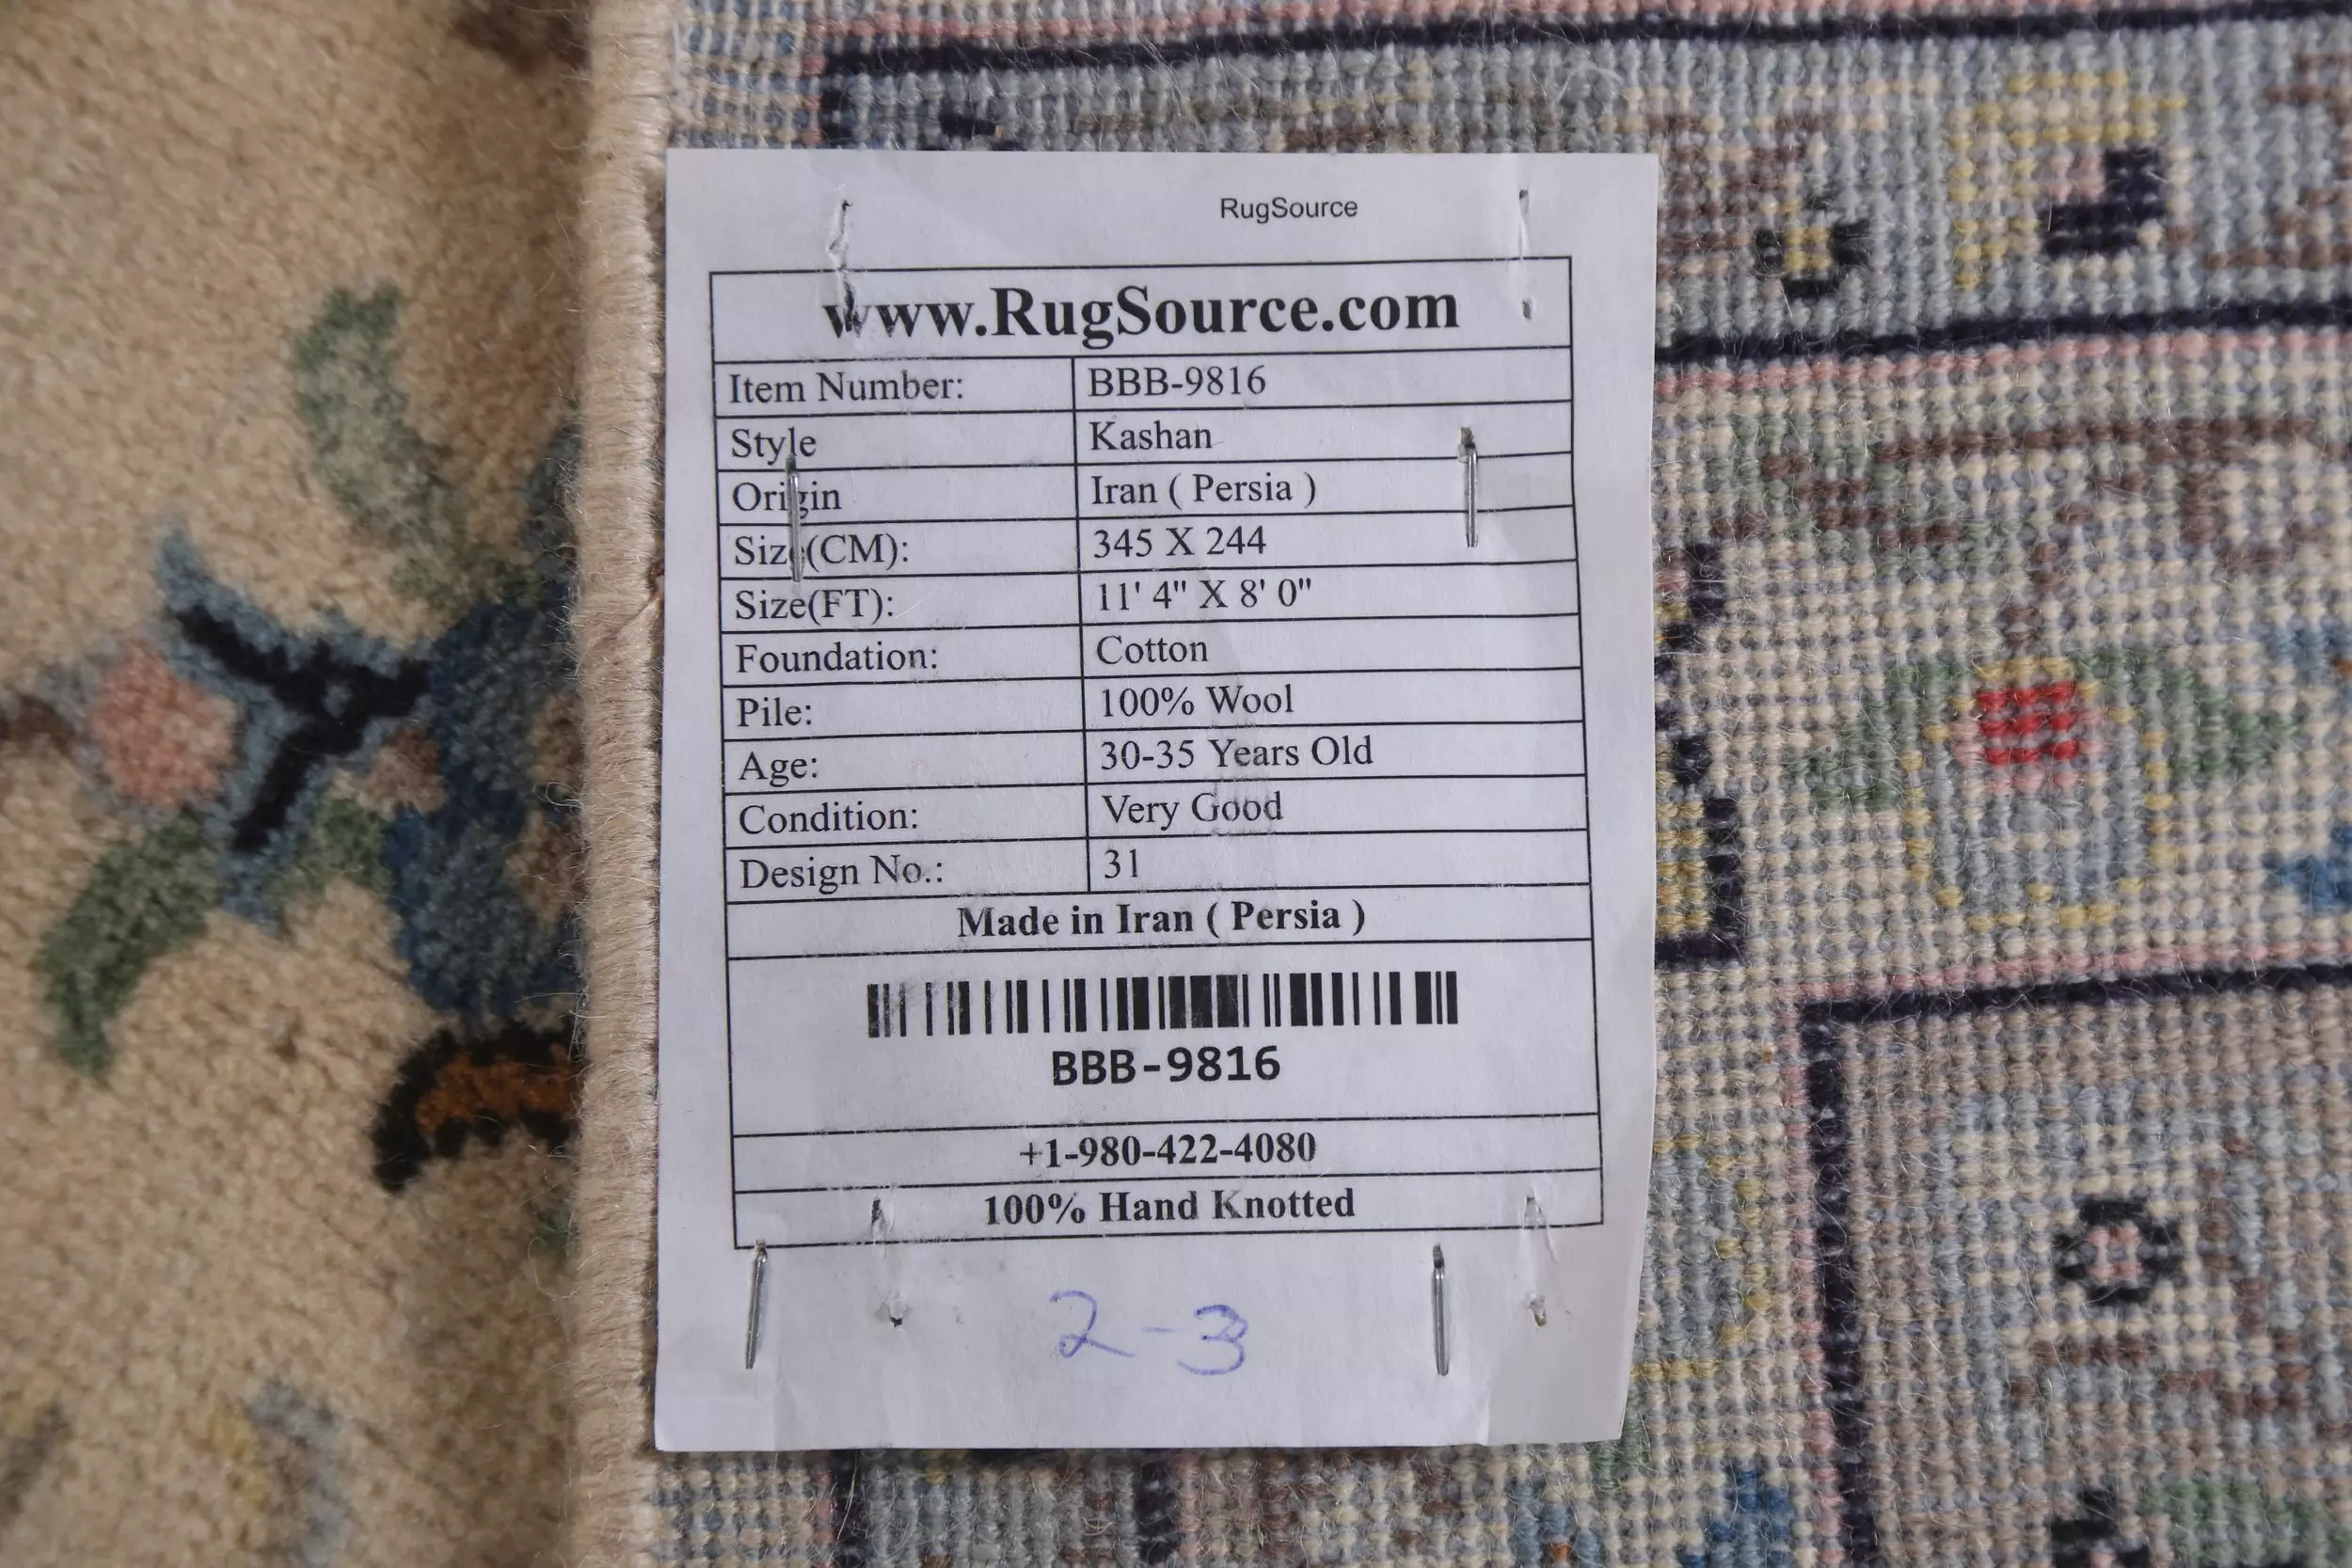 RugSource
www.RugSource.com
Item Number: BBB-9816
Style Kashan
Origin Iran ( Persia )
Size(CM): 345 X 244
Size(FT): 11' 4" X 8' 0"
Foundation: Cotton
Pile: 100% Wool
Age: 30-35 Years Old
Condition: Very Good
Design No.: 31
Made in Iran ( Persia )
BBB-9816
+1-980-422-4080
100% Hand Knotted
2-3